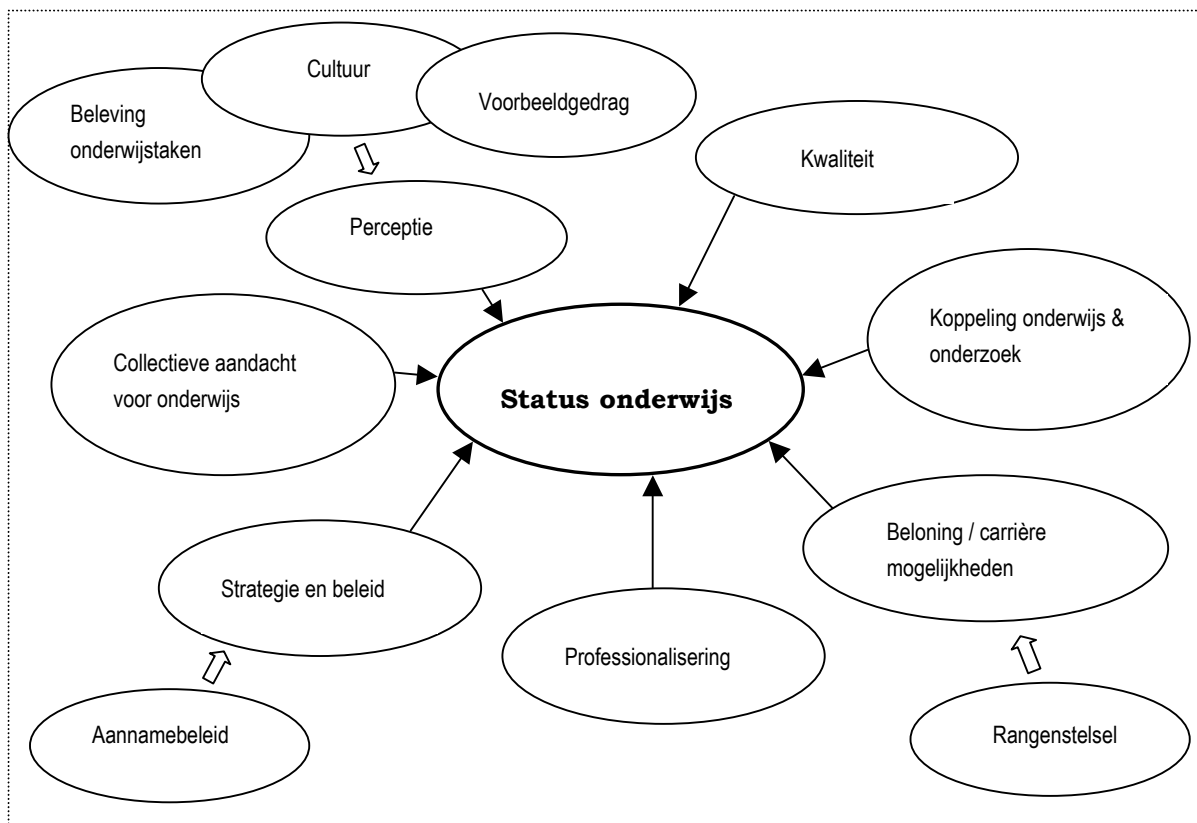 Cultuur
Beleving
onderwijstaken
Voorbeeldgedrag
Kwaliteit
Perceptie
Koppeling onderwijs &
onderzoek
Collectieve aandacht
voor onderwijs
Status onderwijs
Beloning / carrière
mogelijkheden
Strategie en beleid
Professionalisering
Aannamebeleid
Rangenstelsel